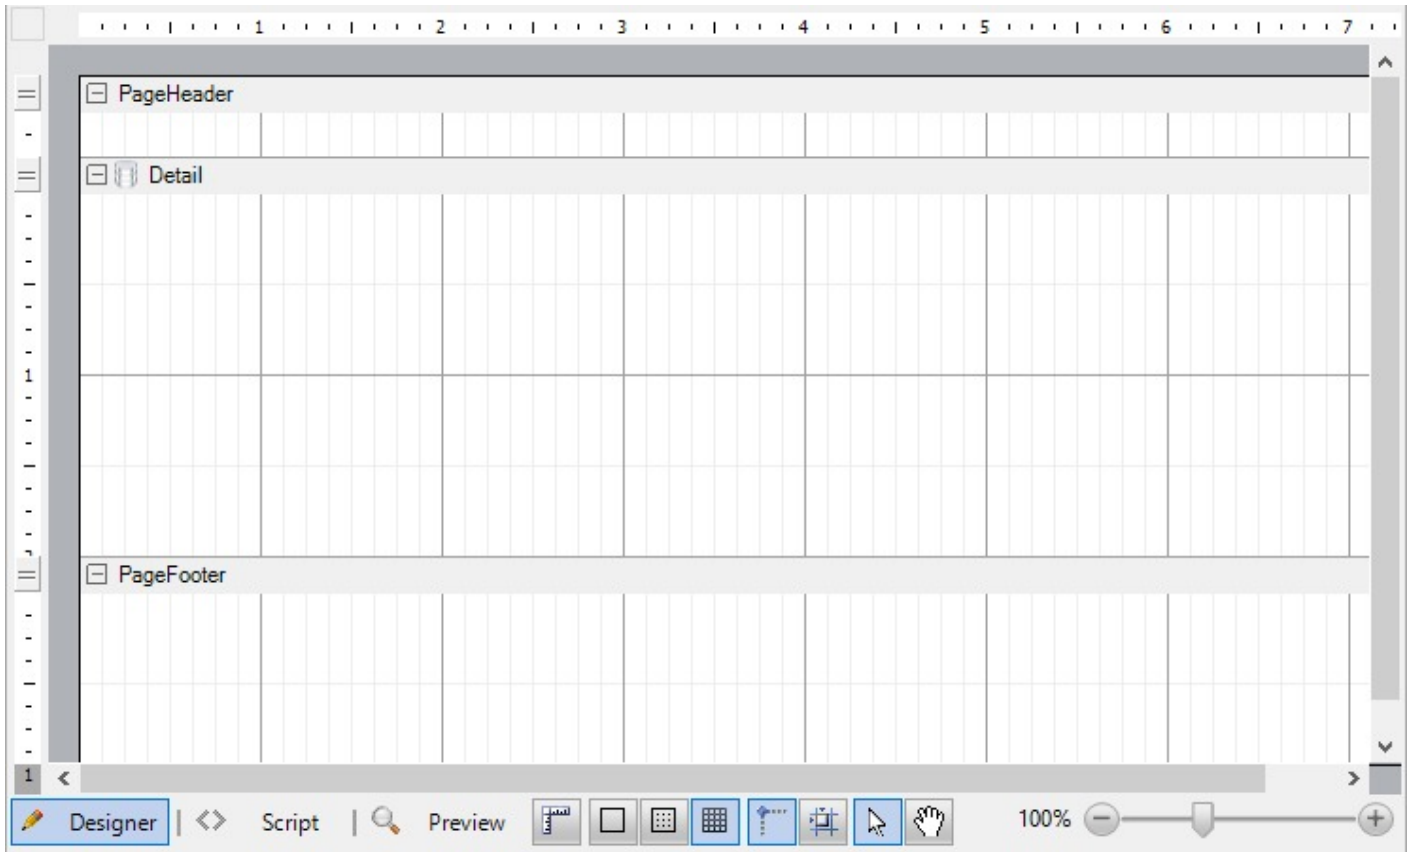 1 2 3 4 5 6 7
PageHeader
Detail
1
PageFooter
1
Designer | <> Script | Preview 100%